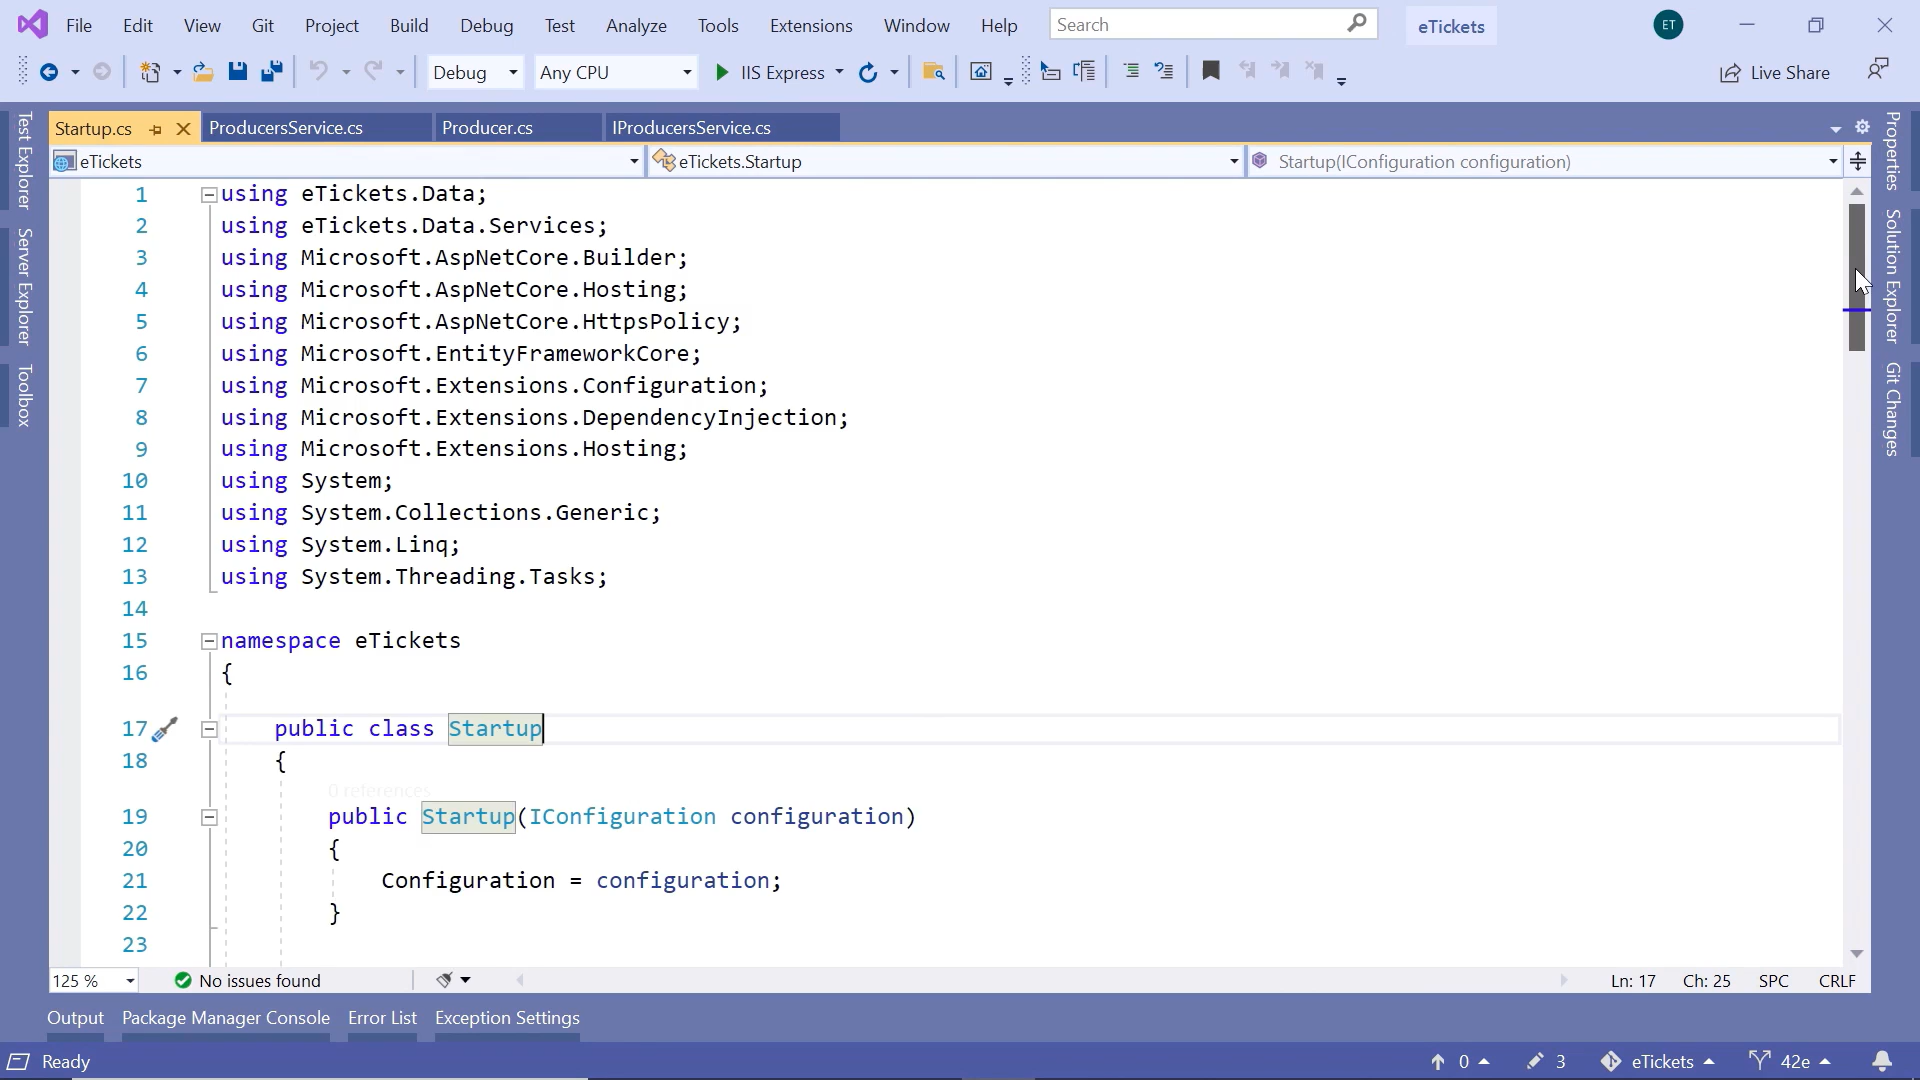 File Edit View Git Project Build Debug Test Analyze Tools Extensions Window Help Search eTickets ET
Debug Any CPU IIS Express Live Share
Startup.cs ProducersService.cs Producer.cs IProducersService.cs
eTickets eTickets.Startup Startup(IConfiguration configuration)
Test Explorer
Server Explorer
Toolbox
1 using eTickets.Data;
2 using eTickets.Data.Services;
3 using Microsoft.AspNetCore.Builder;
4 using Microsoft.AspNetCore.Hosting;
5 using Microsoft.AspNetCore.HttpsPolicy;
6 using Microsoft.EntityFrameworkCore;
7 using Microsoft.Extensions.Configuration;
8 using Microsoft.Extensions.DependencyInjection;
9 using Microsoft.Extensions.Hosting;
10 using System;
11 using System.Collections.Generic;
12 using System.Linq;
13 using System.Threading.Tasks;
14
15 namespace eTickets
16 {
17 public class Startup
18 {
0 references
19 public Startup(IConfiguration configuration)
20 {
21 Configuration = configuration;
22 }
23
Properties
Solution Explorer
Git Changes
125 % No issues found Ln: 17 Ch: 25 SPC CRLF
Output Package Manager Console Error List Exception Settings
Ready 0 3 eTickets 42e